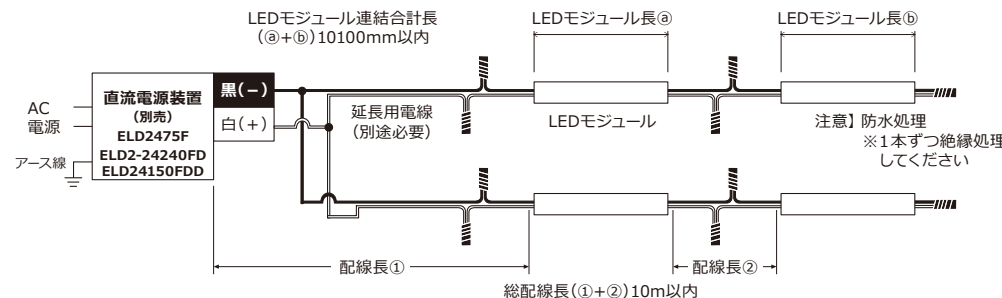 LEDモジュール連結合計長
(ⓐ+ⓑ)10100mm以内
LEDモジュール長ⓐ
LEDモジュール長ⓑ
AC
電源
アース線
直流電源装置
(別売)
ELD2475F
ELD2-24240FD
ELD24150FDD
黒(−)
白(+)
延長用電線
(別途必要)
LEDモジュール
注意】防水処理
※1本ずつ絶縁処理
してください
配線長①
配線長②
総配線長(①+②)10m以内